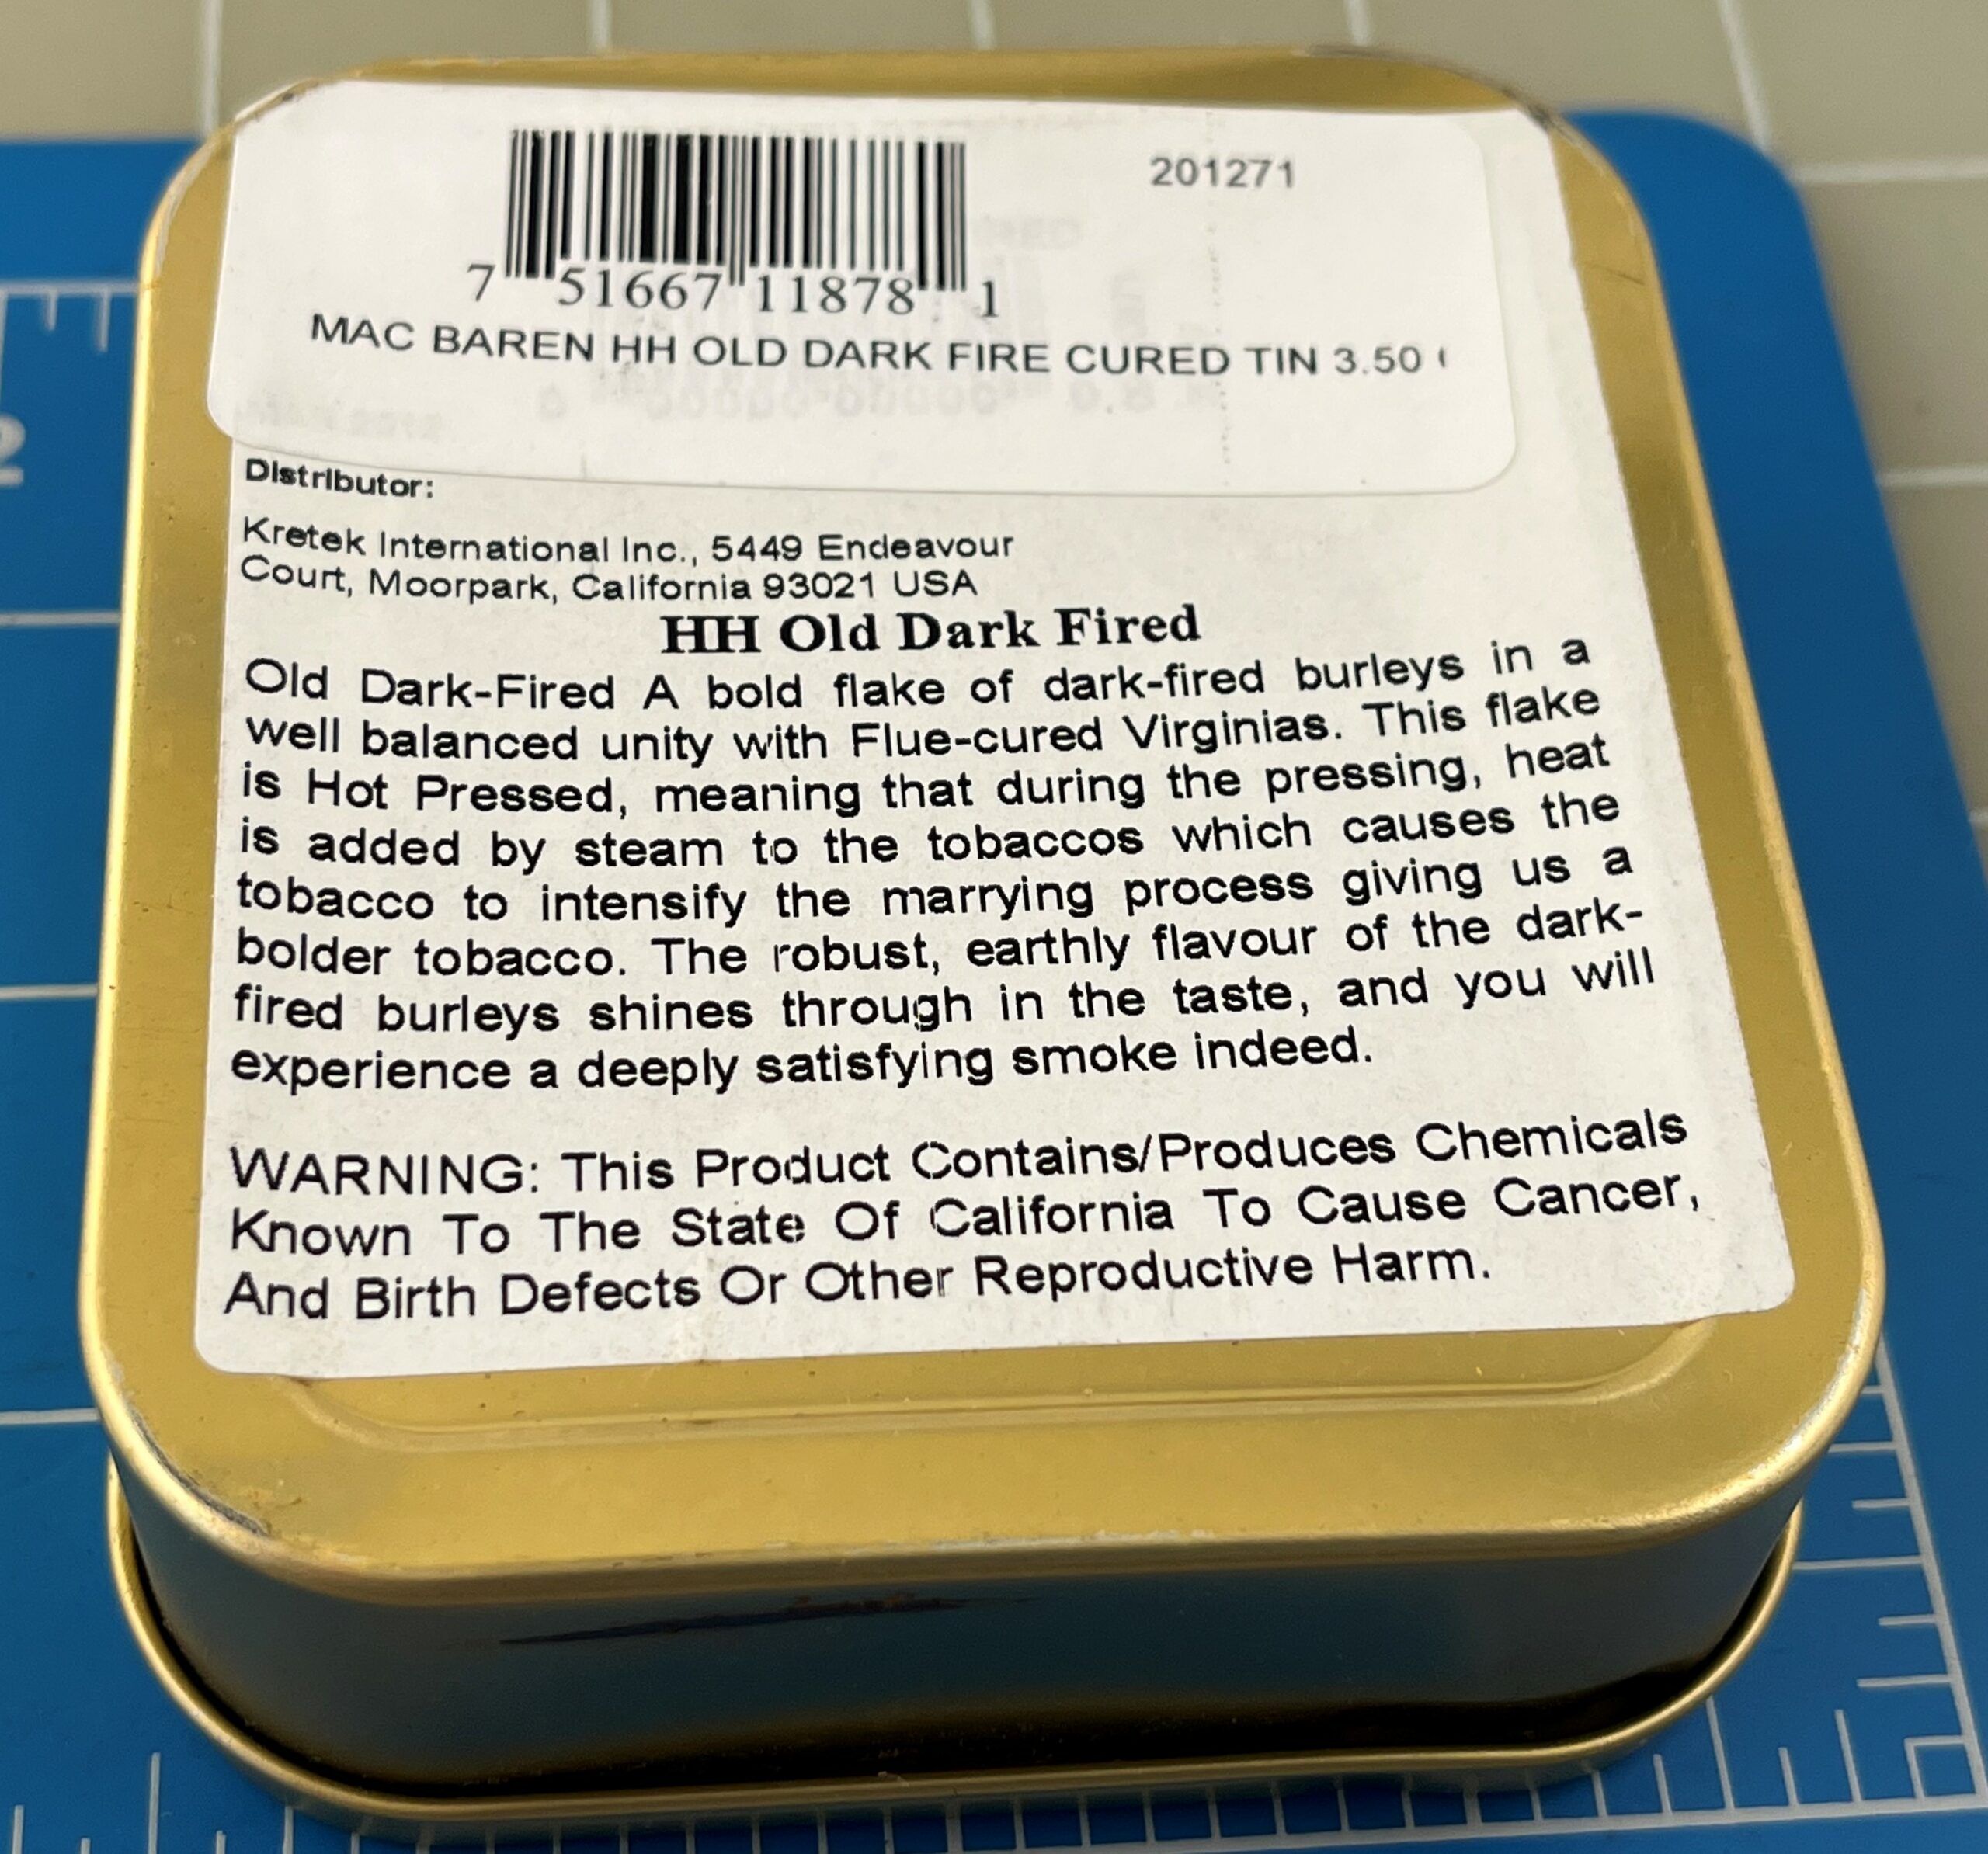 201271
7 51667 11878 1
MAC BAREN HH OLD DARK FIRE CURED TIN 3.50
Distributor:
Kretek International Inc., 5449 Endeavour
Court, Moorpark, California 93021 USA
HH Old Dark Fired
Old Dark-Fired A bold flake of dark-fired burleys in a
well balanced unity with Flue-cured Virginias. This flake
is Hot Pressed, meaning that during the pressing, heat
is added by steam to the tobaccos which causes the
tobacco to intensify the marrying process giving us a
bolder tobacco. The robust, earthly flavour of the dark-
fired burleys shines through in the taste, and you will
experience a deeply satisfying smoke indeed.
WARNING: This Product Contains/Produces Chemicals
Known To The State Of California To Cause Cancer,
And Birth Defects Or Other Reproductive Harm.
2